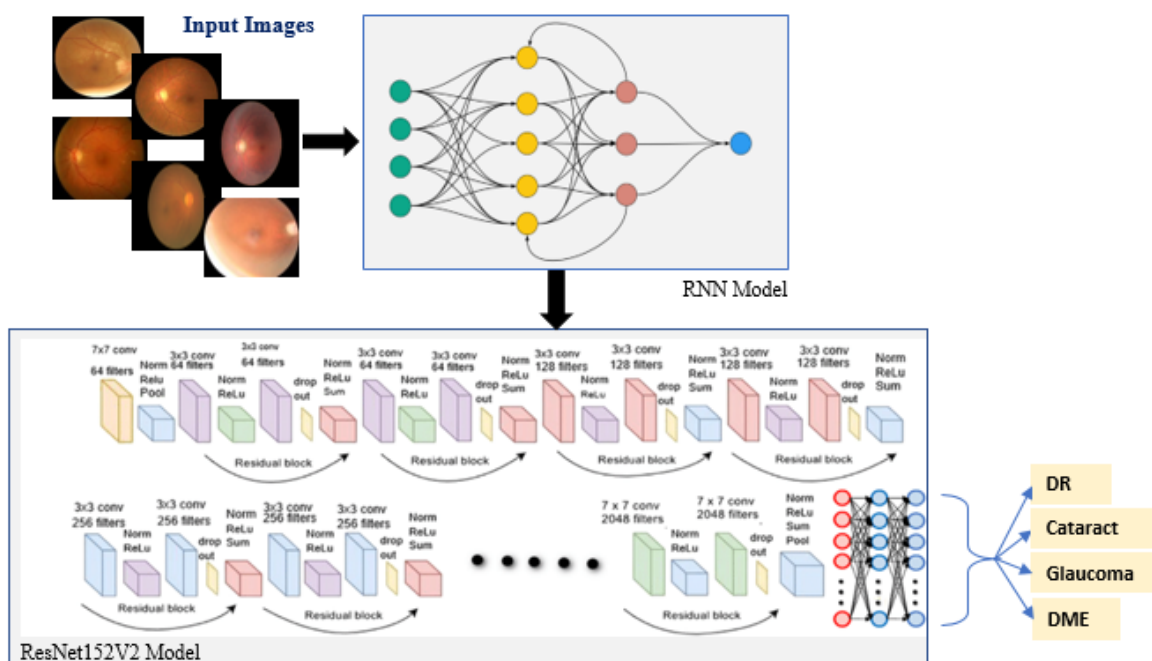 Input Images
RNN Model
7x7 conv
64 filters
Norm
Relu
Pool
3x3 conv
64 filters
Norm
ReLu
3x3 conv
64 filters
drop
out
Norm
ReLu
Sum
3x3 conv
64 filters
Norm
ReLu
3x3 conv
64 filters
drop
out
Norm
ReLu
Sum
3x3 conv
128 filters
Norm
ReLu
3x3 conv
128 filters
drop
out
Norm
ReLu
Sum
3x3 conv
128 filters
Norm
ReLu
3x3 conv
128 filters
drop
out
Norm
ReLu
Sum
Residual block
Residual block
Residual block
Residual block
3x3 conv
256 filters
Norm
ReLu
3x3 conv
256 filters
drop
out
Norm
ReLu
Sum
3x3 conv
256 filters
Norm
ReLu
3x3 conv
256 filters
drop
out
Norm
ReLu
Sum
7 x 7 conv
2048 filters
Norm
ReLu
7 x 7 conv
2048 filters
drop
out
Norm
ReLu
Sum
Pool
Residual block
Residual block
Residual block
ResNet152V2 Model
DR
Cataract
Glaucoma
DME